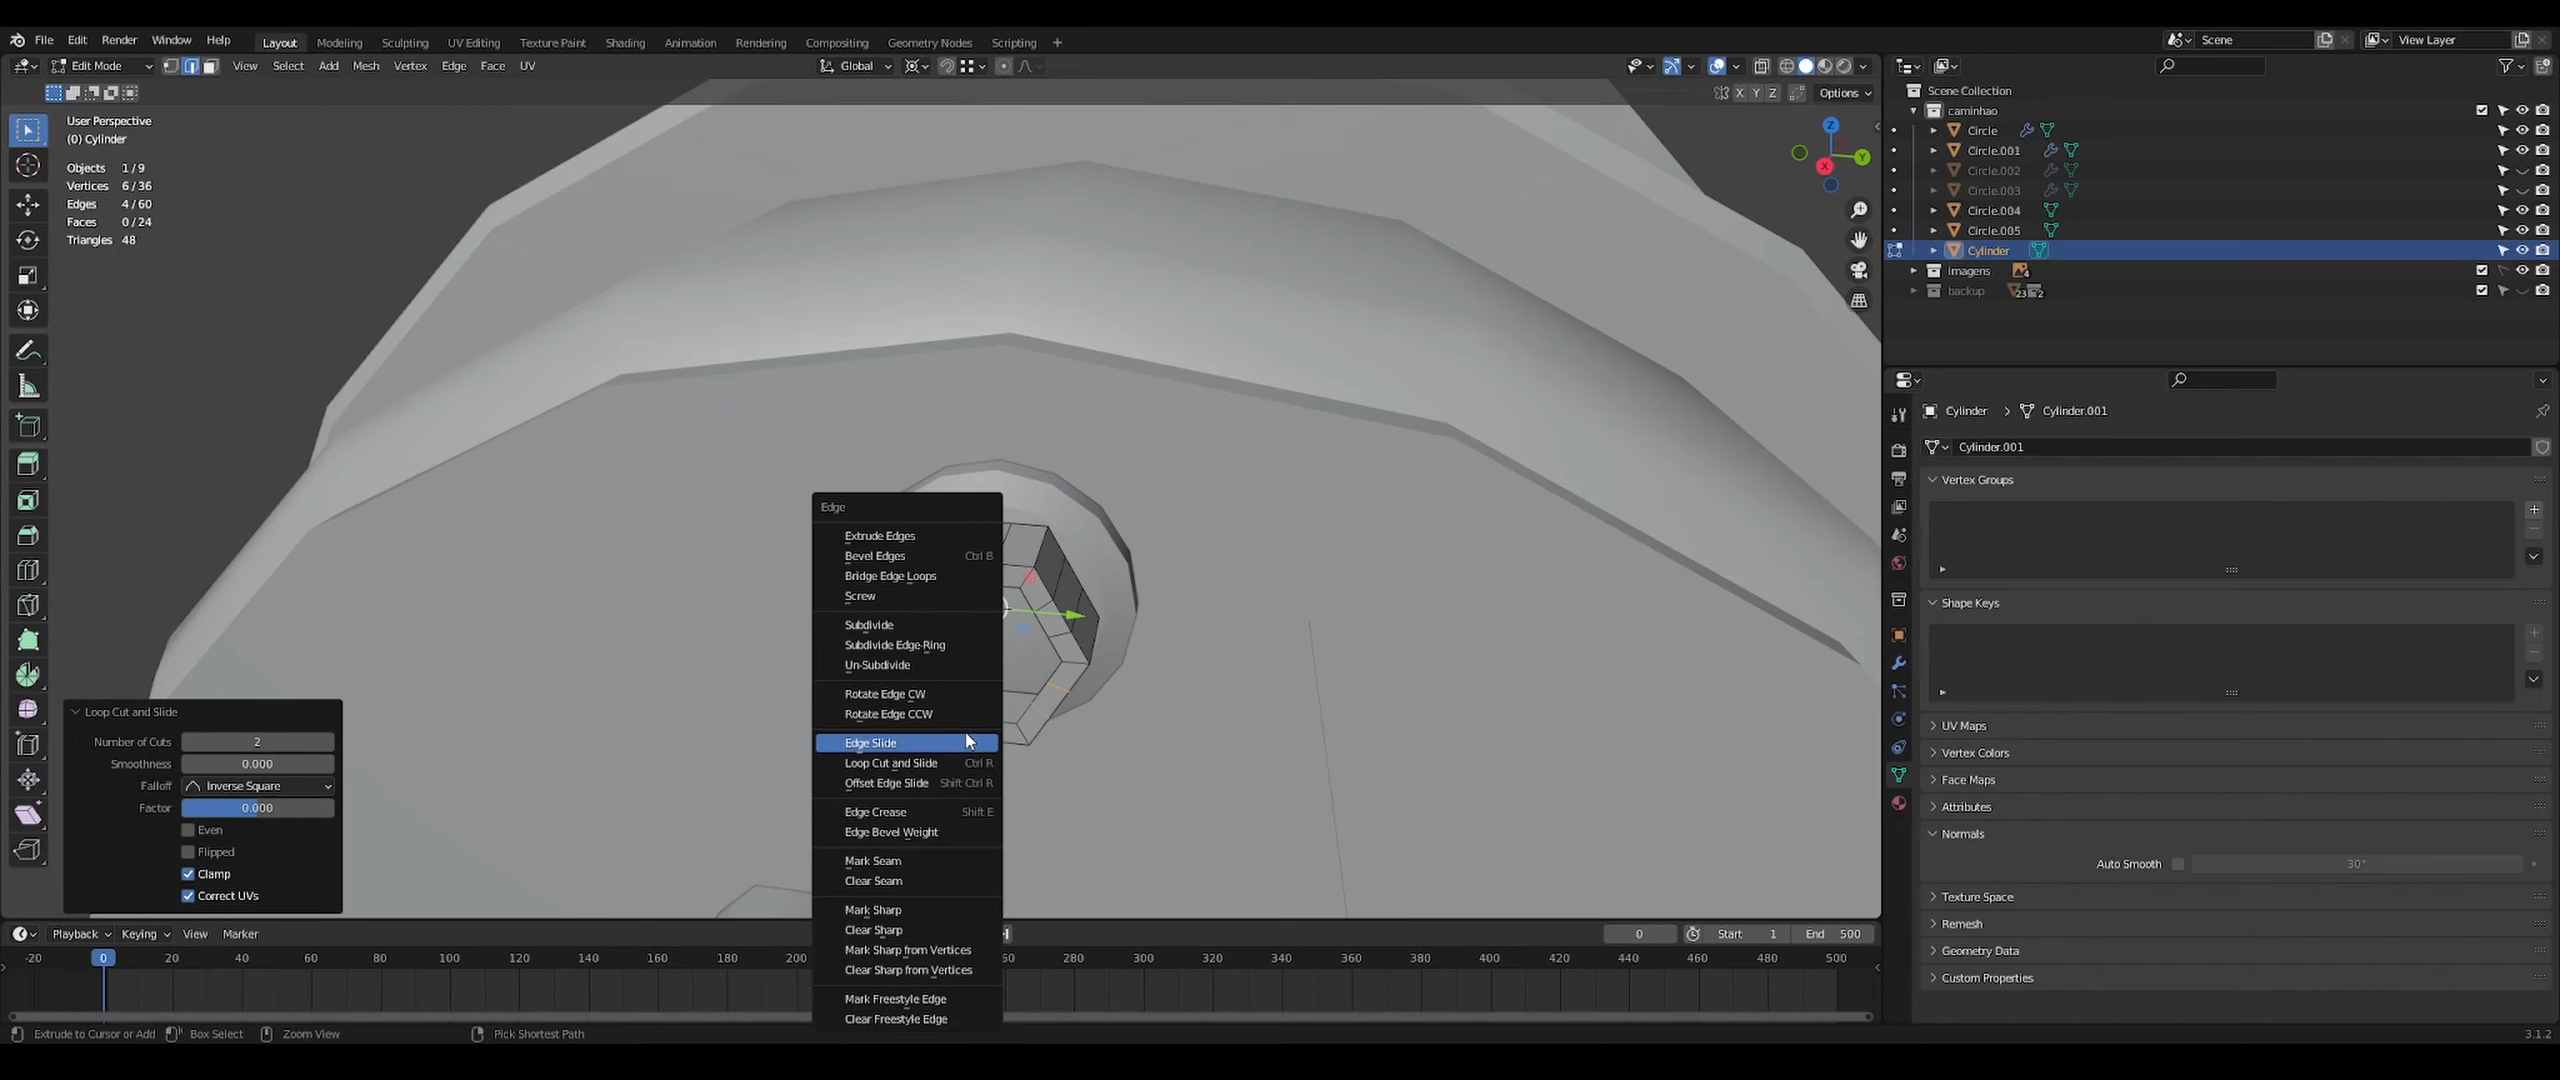 File Edit Render Window Help Layout Modeling Sculpting UV Editing Texture Paint Shading Animation Rendering Compositing Geometry Nodes Scripting + Scene View Layer
Edit Mode View Select Add Mesh Vertex Edge Face UV Global
X Y Z Options
User Perspective
(0) Cylinder
Objects 1/9
Vertices 6/36
Edges 4/60
Faces 0/24
Triangles 48
Z
Y
X
Scene Collection
caminhao
Circle
Circle.001
Circle.002
Circle.003
Circle.004
Circle.005
Cylinder
imagens 4
backup 23 2
Cylinder > Cylinder.001
Cylinder.001
Vertex Groups
Shape Keys
UV Maps
Vertex Colors
Face Maps
Attributes
Normals
Auto Smooth 30°
Texture Space
Remesh
Geometry Data
Custom Properties
Edge
Extrude Edges
Bevel Edges Ctrl B
Bridge Edge Loops
Screw
Subdivide
Subdivide Edge-Ring
Un-Subdivide
Rotate Edge CW
Rotate Edge CCW
Edge Slide
Loop Cut and Slide Ctrl R
Offset Edge Slide Shift Ctrl R
Edge Crease Shift E
Edge Bevel Weight
Mark Seam
Clear Seam
Mark Sharp
Clear Sharp
Mark Sharp from Vertices
Clear Sharp from Vertices
Mark Freestyle Edge
Clear Freestyle Edge
Loop Cut and Slide
Number of Cuts 2
Smoothness 0.000
Falloff Inverse Square
Factor 0.000
Even
Flipped
Clamp
Correct UVs
Playback Keying View Marker 0 Start 1 End 500
-20 0 20 40 60 80 100 120 140 160 180 280 300 320 340 360 380 400 420 440 460 480 500
Extrude to Cursor or Add Box Select Zoom View Pick Shortest Path 3.1.2